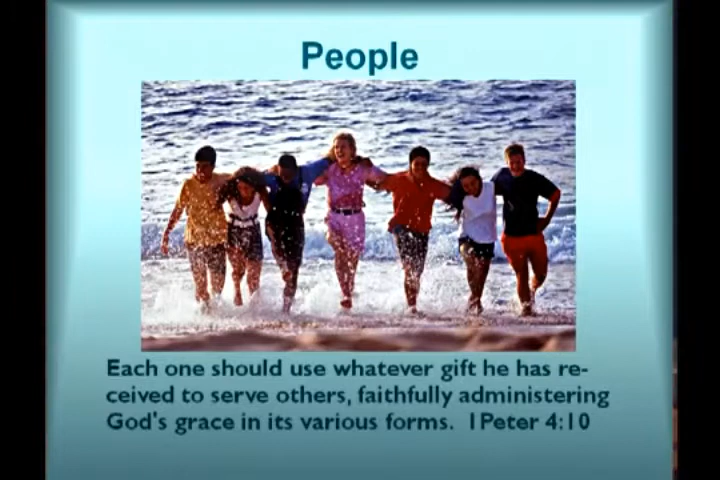 People
Each one should use whatever gift he has re-
ceived to serve others, faithfully administering
God's grace in its various forms.  1Peter 4:10